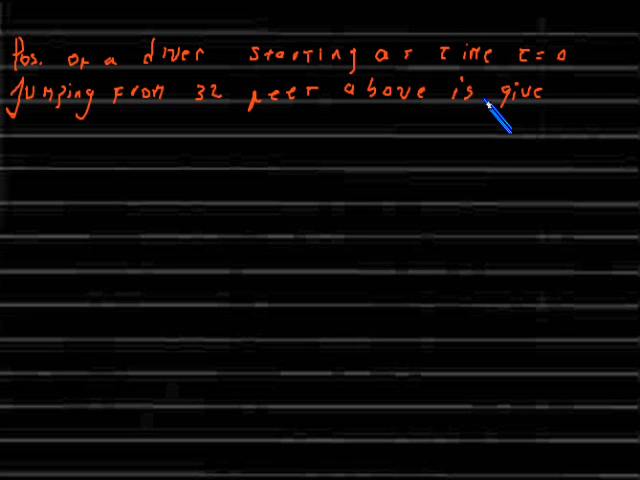 Pos. of a diver starting at time t=0
Jumping from 32 feet above is give